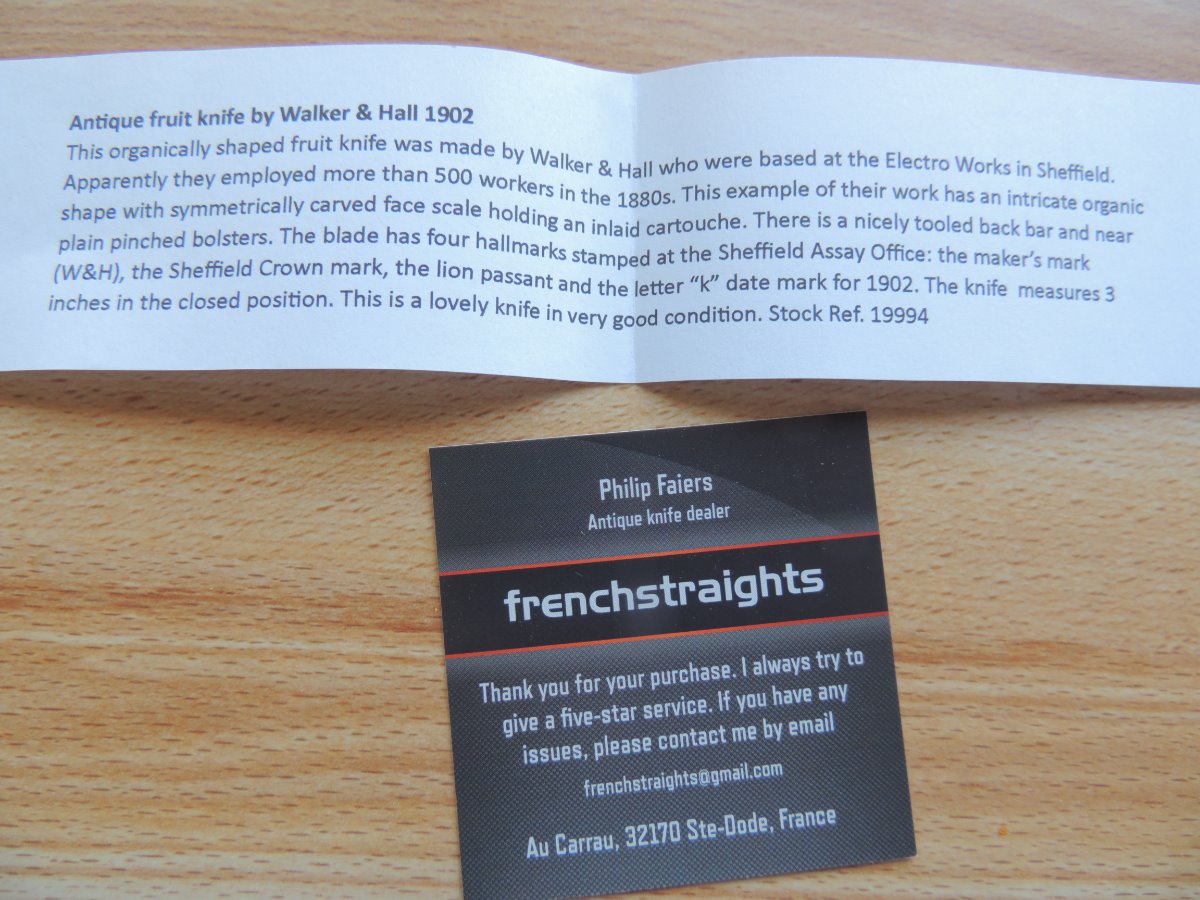 Antique fruit knife by Walker & Hall 1902
This organically shaped fruit knife was made by Walker & Hall who were based at the Electro Works in Sheffield.
Apparently they employed more than 500 workers in the 1880s. This example of their work has an intricate organic
shape with symmetrically carved face scale holding an inlaid cartouche. There is a nicely tooled back bar and near
plain pinched bolsters. The blade has four hallmarks stamped at the Sheffield Assay Office: the maker's mark
(W&H), the Sheffield Crown mark, the lion passant and the letter "k" date mark for 1902. The knife measures 3
inches in the closed position. This is a lovely knife in very good condition. Stock Ref. 19994
Philip Faiers
Antique knife dealer
frenchstraights
Thank you for your purchase. I always try to
give a five-star service. If you have any
issues, please contact me by email
frenchstraights@gmail.com
Au Carrau, 32170 Ste-Dode, France